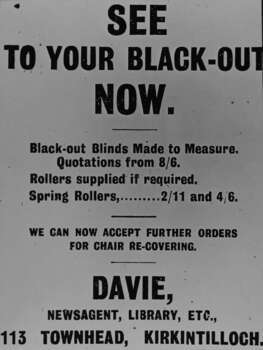 SEE
TO YOUR BLACK-OUT
NOW.
Black-out Blinds Made to Measure.
Quotations from 8/6.
Rollers supplied if required.
Spring Rollers,.........2/11 and 4/6.
WE CAN NOW ACCEPT FURTHER ORDERS
FOR CHAIR RE-COVERING.
DAVIE,
NEWSAGENT, LIBRARY, ETC.,
113 TOWNHEAD, KIRKINTILLOCH.